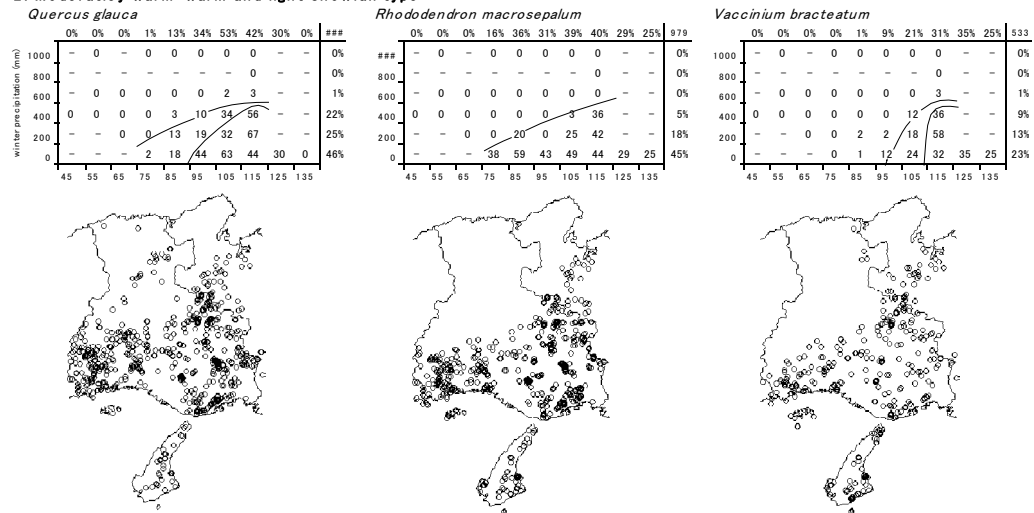 Quercus glauca Rhododendron macrosepalum Vaccinium bracteatum
0% 0% 0% 1% 13% 34% 53% 42% 30% 0% ### 0% 0% 0% 16% 36% 31% 39% 40% 29% 25% 979 0% 0% 0% 0% 1% 9% 21% 31% 35% 25% 533
1000 - 0 0 0 0 0 0 0 - - 0% ### - 0 0 0 0 0 0 0 - - 0% 1000 - 0 0 0 0 0 0 0 - - 0%
800 - - - - - - - 0 - - 0% 800 - - - - - - - 0 - - 0% 800 - - - - - - - 0 - - 0%
600 - 0 0 0 0 0 2 3 - - 1% 600 - 0 0 0 0 0 0 0 - - 0% 600 - 0 0 0 0 0 0 3 - - 1%
400 0 0 0 0 3 10 34 56 - - 22% 400 0 0 0 0 0 0 3 36 - - 5% 400 0 0 0 0 0 0 12 36 - - 9%
200 - - 0 0 13 19 32 67 - - 25% 200 - - 0 0 20 0 25 42 - - 18% 200 - - 0 0 2 2 18 58 - - 13%
0 - - - 2 18 44 63 44 30 0 46% 0 - - - 38 59 43 49 44 29 25 45% 0 - - - 0 1 12 24 32 35 25 23%
45 55 65 75 85 95 105 115 125 135 45 55 65 75 85 95 105 115 125 135 45 55 65 75 85 95 105 115 125 135
winter precipitation (mm)